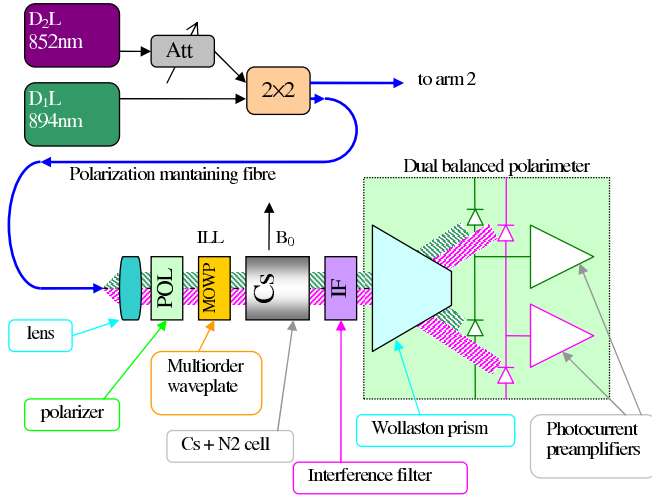 D₂L
852nm
Att
D₁L
894nm
2×2
to arm 2
Polarization mantaining fibre
Dual balanced polarimeter
ILL
B₀
POL
MOWP
Cs
IF
lens
Multiorder
waveplate
polarizer
Cs + N2 cell
Interference filter
Wollaston prism
Photocurrent
preamplifiers